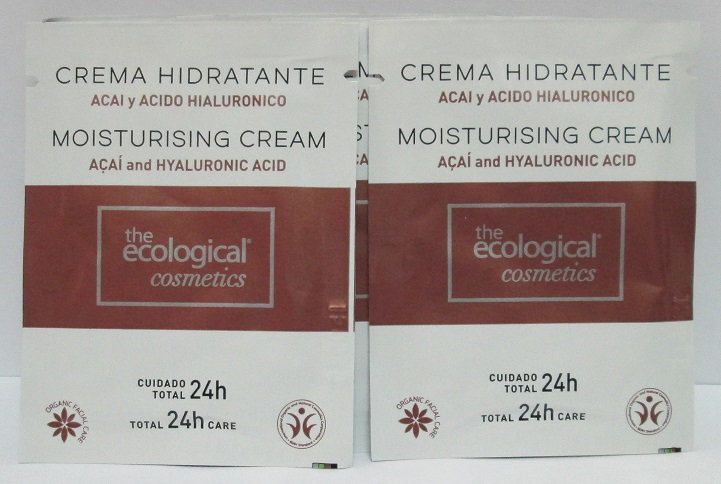 CREMA HIDRATANTE
ACAI y ACIDO HIALURONICO
MOISTURISING CREAM
AÇAÍ and HYALURONIC ACID
the
ecological®
cosmetics
CUIDADO
TOTAL 24h
TOTAL 24h CARE
ORGANIC FACIAL CARE
CREMA HIDRATANTE
ACAI y ACIDO HIALURONICO
MOISTURISING CREAM
AÇAÍ and HYALURONIC ACID
the
ecological®
cosmetics
CUIDADO
TOTAL 24h
TOTAL 24h CARE
ORGANIC FACIAL CARE